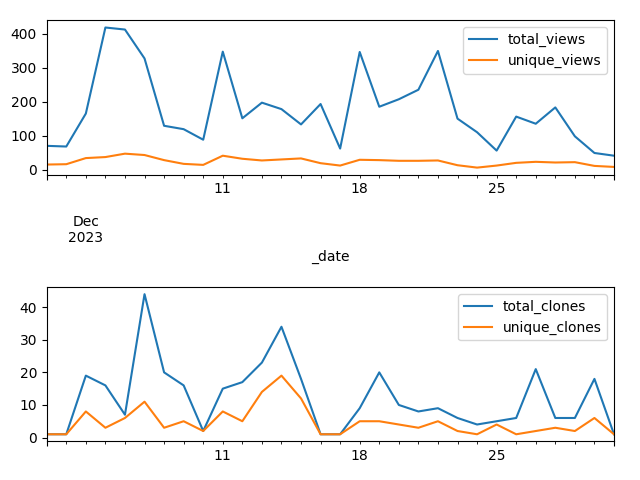 400
300
200
100
0
total_views
unique_views
11
18
25
Dec
2023
_date
40
30
20
10
0
total_clones
unique_clones
11
18
25